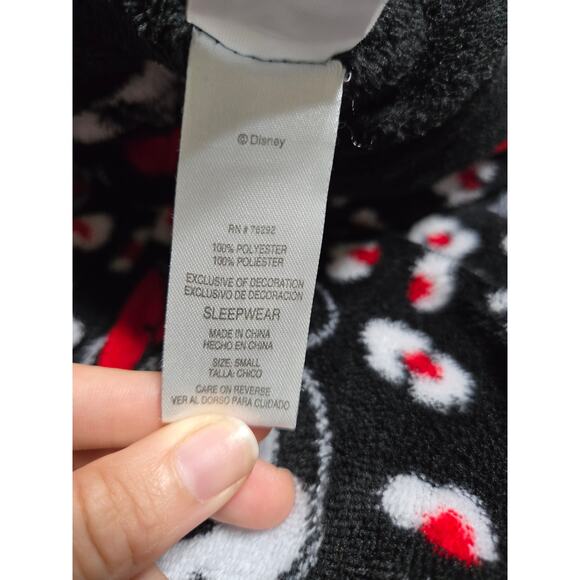 © Disney
RN # 76292
100% POLYESTER
100% POLIÉSTER
EXCLUSIVE OF DECORATION
EXCLUSIVO DE DECORACIÓN
SLEEPWEAR
MADE IN CHINA
HECHO EN CHINA
SIZE: SMALL
TALLA: CHICO
CARE ON REVERSE
VER AL DORSO PARA CUIDADO